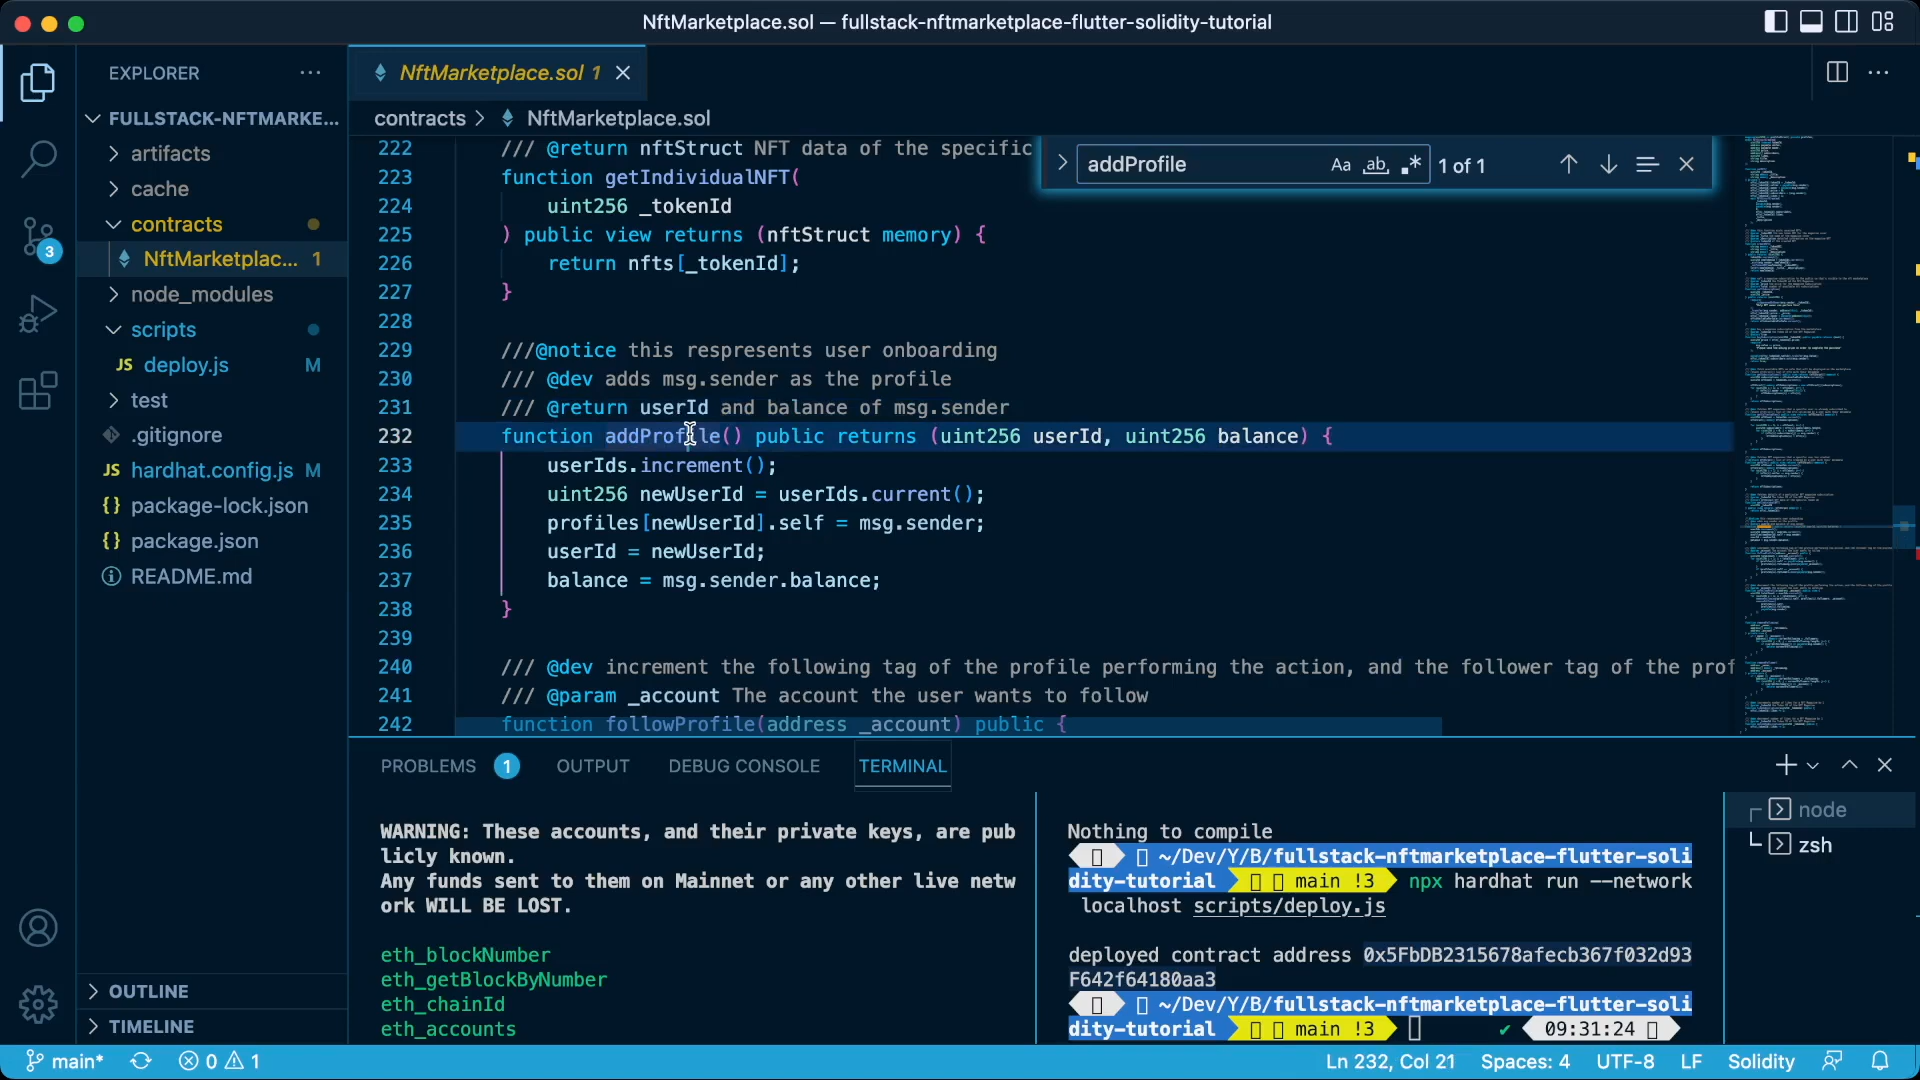 NftMarketplace.sol — fullstack-nftmarketplace-flutter-solidity-tutorial
EXPLORER
FULLSTACK-NFTMARKE...
artifacts
cache
contracts
NftMarketplac... 1
node_modules
scripts
JS deploy.js M
test
.gitignore
JS hardhat.config.js M
{} package-lock.json
{} package.json
README.md
OUTLINE
TIMELINE
3
NftMarketplace.sol 1
contracts > NftMarketplace.sol
addProfile Aa ab .* 1 of 1
222 /// @return nftStruct NFT data of the specific
223 function getIndividualNFT(
224 uint256 _tokenId
225 ) public view returns (nftStruct memory) {
226 return nfts[_tokenId];
227 }
228
229 ///@notice this respresents user onboarding
230 /// @dev adds msg.sender as the profile
231 /// @return userId and balance of msg.sender
232 function addProfile() public returns (uint256 userId, uint256 balance) {
233 userIds.increment();
234 uint256 newUserId = userIds.current();
235 profiles[newUserId].self = msg.sender;
236 userId = newUserId;
237 balance = msg.sender.balance;
238 }
239
240 /// @dev increment the following tag of the profile performing the action, and the follower tag of the prof
241 /// @param _account The account the user wants to follow
242 function followProfile(address _account) public {
PROBLEMS 1 OUTPUT DEBUG CONSOLE TERMINAL
WARNING: These accounts, and their private keys, are pub
licly known.
Any funds sent to them on Mainnet or any other live netw
ork WILL BE LOST.
eth_blockNumber
eth_getBlockByNumber
eth_chainId
eth_accounts
Nothing to compile
~/Dev/Y/B/fullstack-nftmarketplace-flutter-soli
dity-tutorial main !3 npx hardhat run --network
localhost scripts/deploy.js
deployed contract address 0x5FbDB2315678afecb367f032d93
F642f64180aa3
~/Dev/Y/B/fullstack-nftmarketplace-flutter-soli
dity-tutorial main !3 ✔ 09:31:24
node
zsh
main* 0 1
Ln 232, Col 21 Spaces: 4 UTF-8 LF Solidity